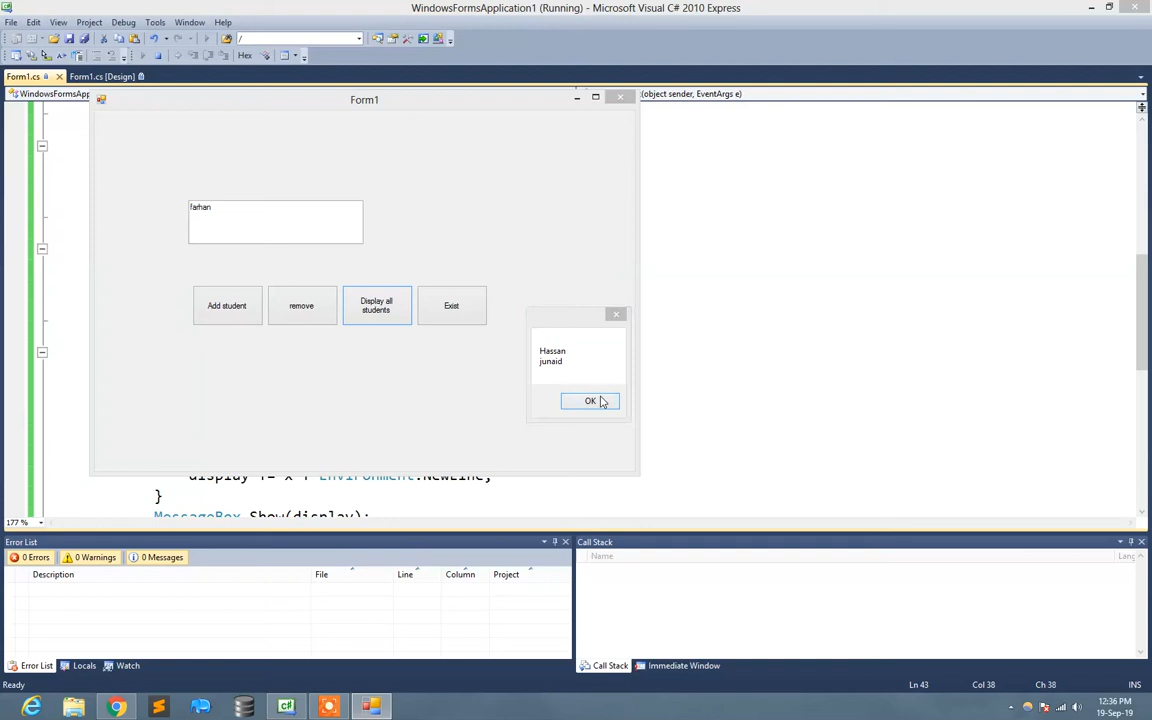 WindowsFormsApplication1 (Running) - Microsoft Visual C# 2010 Express
File Edit View Project Debug Tools Window Help
/
Hex
Form1.cs Form1.cs [Design]
WindowsFormsApp (object sender, EventArgs e)
Form1
farhan
Add student remove Display all students Exist
Hassan
junaid
OK
}
MessageBox.Show(display);
177 %
Error List
Call Stack
0 Errors 0 Warnings 0 Messages
Name Lang
Description File Line Column Project
Error List Locals Watch
Call Stack Immediate Window
Ready Ln 43 Col 38 Ch 38 INS
12:36 PM
19-Sep-19